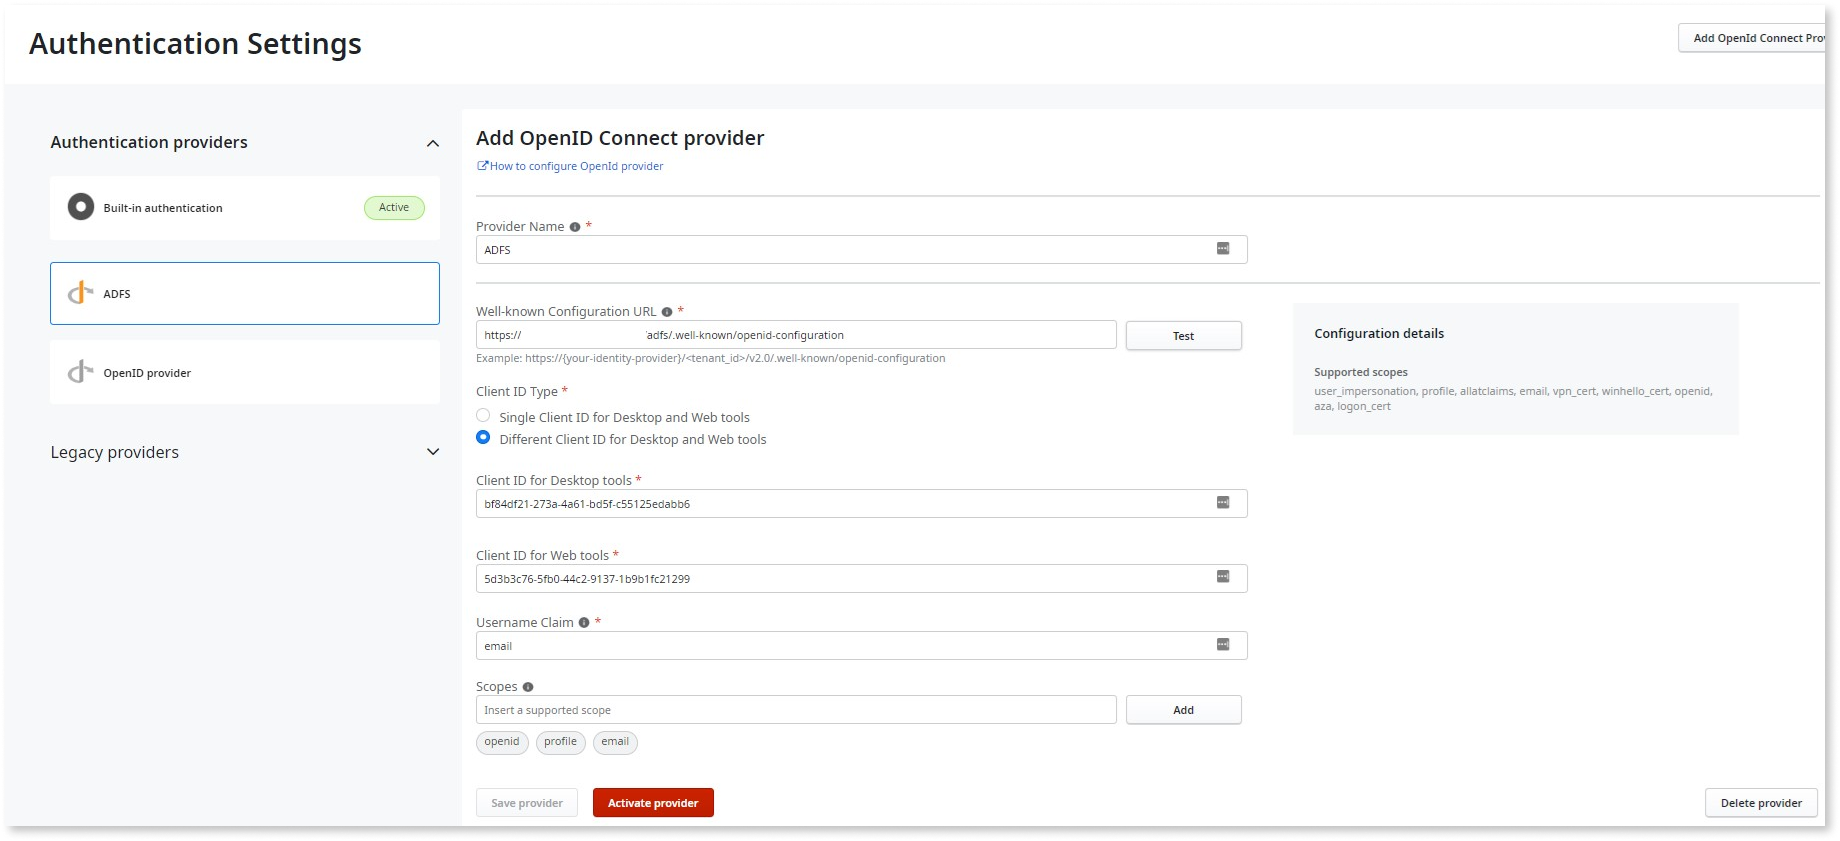 Authentication Settings
Add OpenId Connect Pro
Authentication providers
Built-in authentication
Active
ADFS
OpenID provider
Legacy providers
Add OpenID Connect provider
How to configure OpenId provider
Provider Name *
ADFS
Well-known Configuration URL *
https:// adfs/.well-known/openid-configuration
Test
Example: https://{your-identity-provider}/<tenant_id>/v2.0/.well-known/openid-configuration
Client ID Type *
Single Client ID for Desktop and Web tools
Different Client ID for Desktop and Web tools
Client ID for Desktop tools *
bf84df21-273a-4a61-bd5f-c55125edabb6
Client ID for Web tools *
5d3b3c76-5fb0-44c2-9137-1b9b1fc21299
Username Claim *
email
Scopes
Insert a supported scope
Add
openid
profile
email
Save provider
Activate provider
Delete provider
Configuration details
Supported scopes
user_impersonation, profile, allatclaims, email, vpn_cert, winhello_cert, openid,
aza, logon_cert